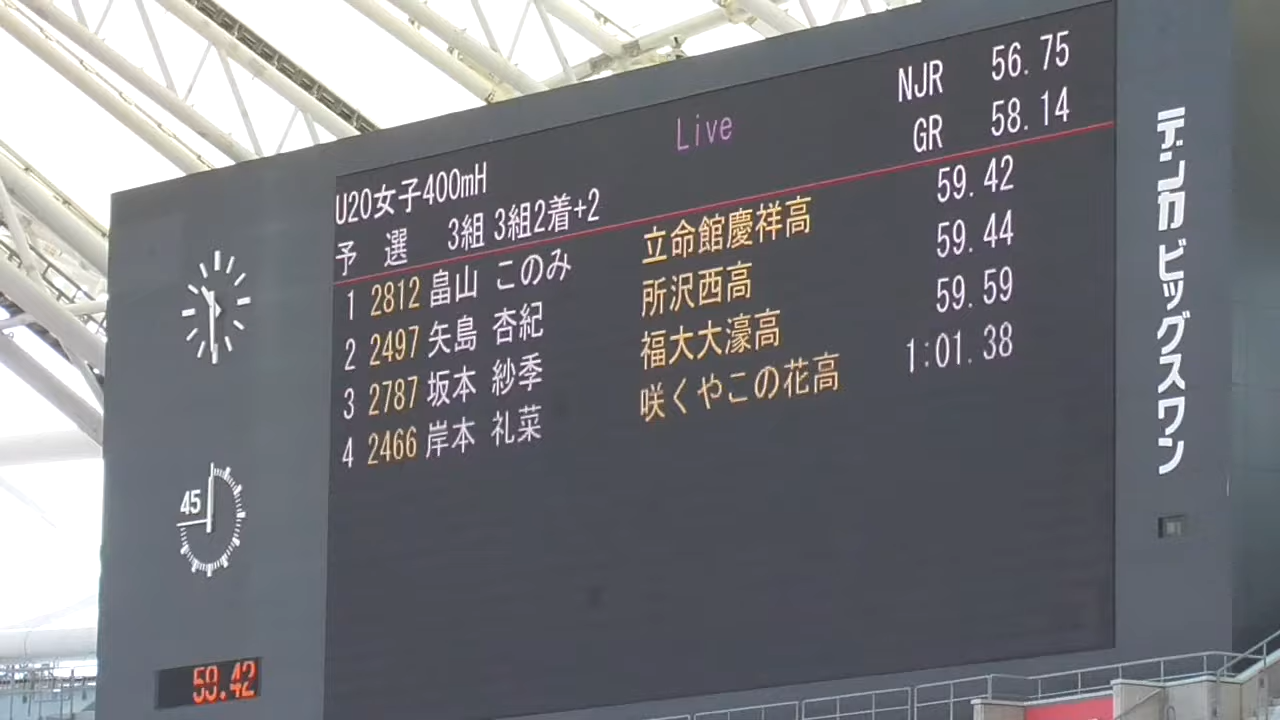 Live
NJR 56.75
GR 58.14
U20女子400mH
予 選 3組 3組2着+2
1 2812 畠山 このみ 立命館慶祥高 59.42
2 2497 矢島 杏紀 所沢西高 59.44
3 2787 坂本 紗季 福大大濠高 59.59
4 2466 岸本 礼菜 咲くやこの花高 1:01.38
デンカビッグスワン
45
59.42